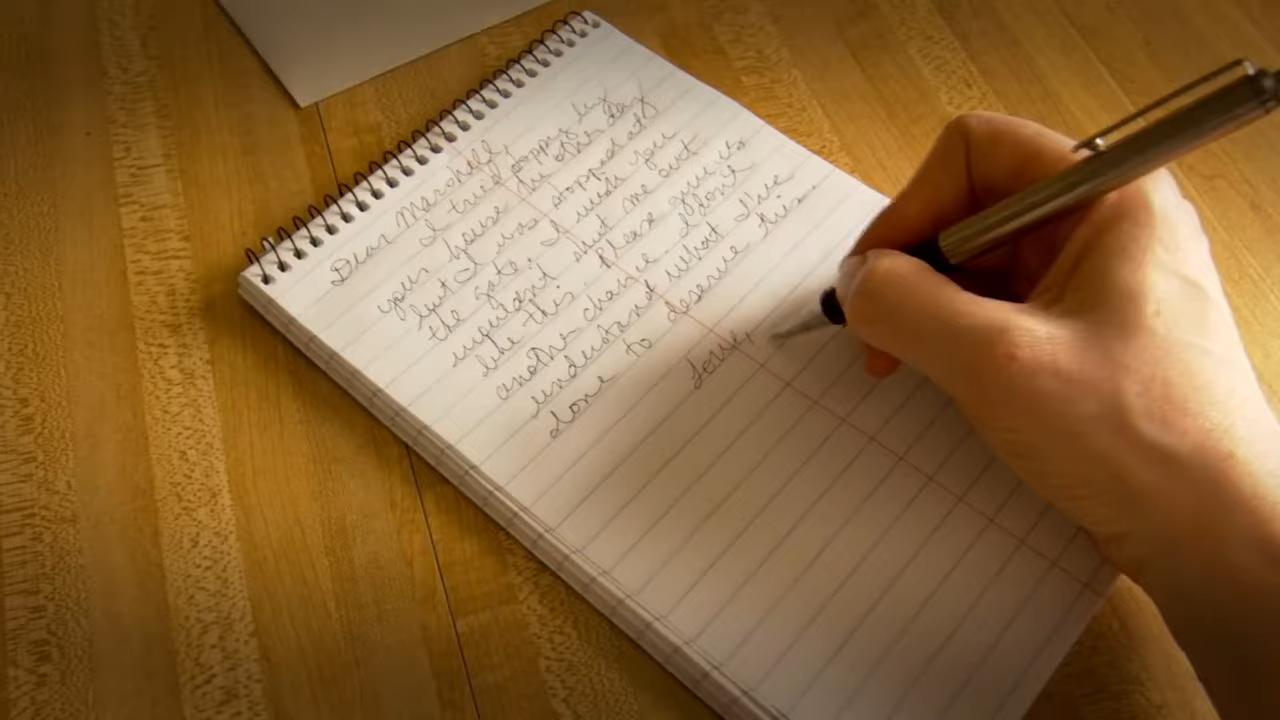 Dear Marshall,
I tried poppy by
your house the other day
but I was stopped at
the gate. I wish you
wouldn't shut me out
like this. Please give us
another chance. I don't
understand what I've
done to deserve this.
Love,